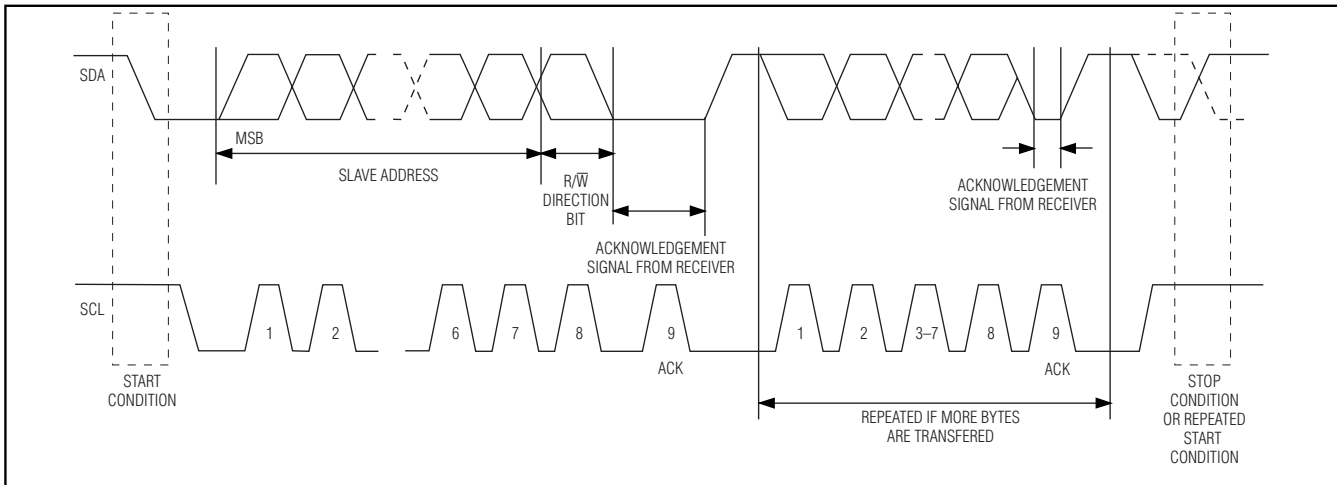 SDA
MSB
SLAVE ADDRESS
R/W̅
DIRECTION
BIT
ACKNOWLEDGEMENT
SIGNAL FROM RECEIVER
ACKNOWLEDGEMENT
SIGNAL FROM RECEIVER
SCL
1 2 6 7 8 9 1 2 3–7 8 9
ACK ACK
START
CONDITION
REPEATED IF MORE BYTES
ARE TRANSFERED
STOP
CONDITION
OR REPEATED
START
CONDITION